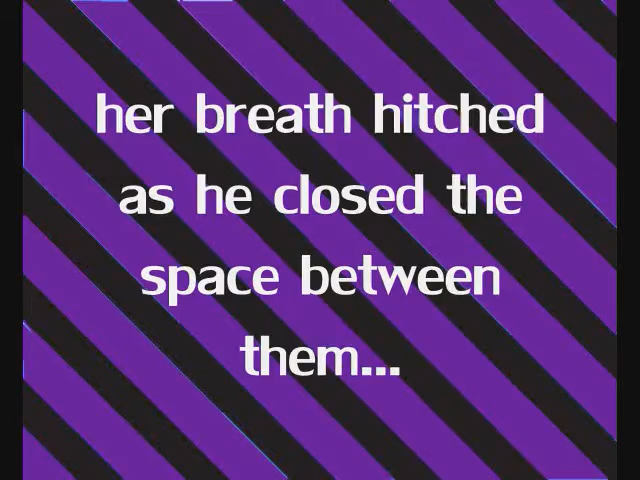 her breath hitched
as he closed the
space between
them...